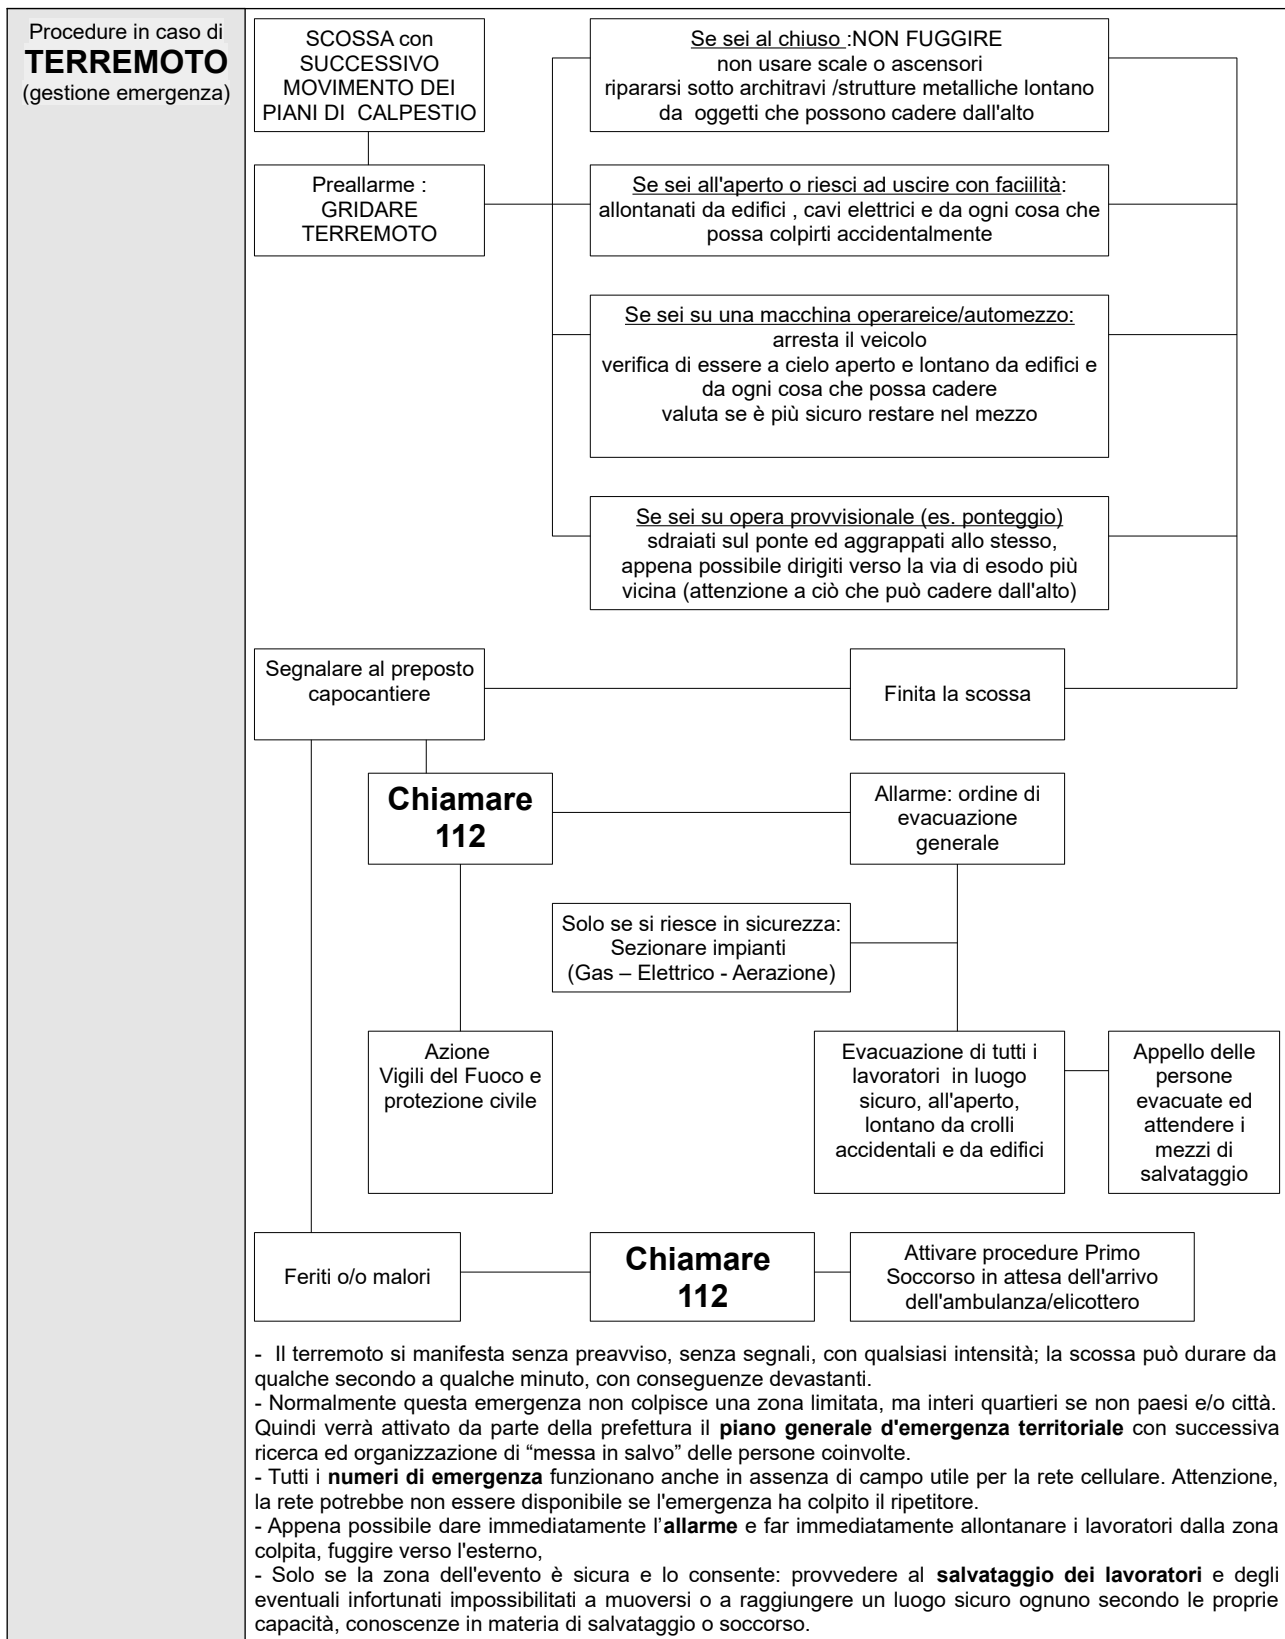 Procedure in caso di
TERREMOTO
(gestione emergenza)
SCOSSA con
SUCCESSIVO
MOVIMENTO DEI
PIANI DI CALPESTIO
Se sei al chiuso :NON FUGGIRE
non usare scale o ascensori
ripararsi sotto architravi /strutture metalliche lontano
da oggetti che possono cadere dall'alto
Preallarme :
GRIDARE
TERREMOTO
Se sei all'aperto o riesci ad uscire con faciilità:
allontanati da edifici , cavi elettrici e da ogni cosa che
possa colpirti accidentalmente
Se sei su una macchina operareice/automezzo:
arresta il veicolo
verifica di essere a cielo aperto e lontano da edifici e
da ogni cosa che possa cadere
valuta se è più sicuro restare nel mezzo
Se sei su opera provvisionale (es. ponteggio)
sdraiati sul ponte ed aggrappati allo stesso,
appena possibile dirigiti verso la via di esodo più
vicina (attenzione a ciò che può cadere dall'alto)
Segnalare al preposto
capocantiere
Finita la scossa
Chiamare
112
Allarme: ordine di
evacuazione
generale
Solo se si riesce in sicurezza:
Sezionare impianti
(Gas – Elettrico - Aerazione)
Azione
Vigili del Fuoco e
protezione civile
Evacuazione di tutti i
lavoratori in luogo
sicuro, all'aperto,
lontano da crolli
accidentali e da edifici
Appello delle
persone
evacuate ed
attendere i
mezzi di
salvataggio
Feriti o/o malori
Chiamare
112
Attivare procedure Primo
Soccorso in attesa dell'arrivo
dell'ambulanza/elicottero
- Il terremoto si manifesta senza preavviso, senza segnali, con qualsiasi intensità; la scossa può durare da
qualche secondo a qualche minuto, con conseguenze devastanti.
- Normalmente questa emergenza non colpisce una zona limitata, ma interi quartieri se non paesi e/o città.
Quindi verrà attivato da parte della prefettura il piano generale d'emergenza territoriale con successiva
ricerca ed organizzazione di “messa in salvo” delle persone coinvolte.
- Tutti i numeri di emergenza funzionano anche in assenza di campo utile per la rete cellulare. Attenzione,
la rete potrebbe non essere disponibile se l'emergenza ha colpito il ripetitore.
- Appena possibile dare immediatamente l’allarme e far immediatamente allontanare i lavoratori dalla zona
colpita, fuggire verso l'esterno,
- Solo se la zona dell'evento è sicura e lo consente: provvedere al salvataggio dei lavoratori e degli
eventuali infortunati impossibilitati a muoversi o a raggiungere un luogo sicuro ognuno secondo le proprie
capacità, conoscenze in materia di salvataggio o soccorso.